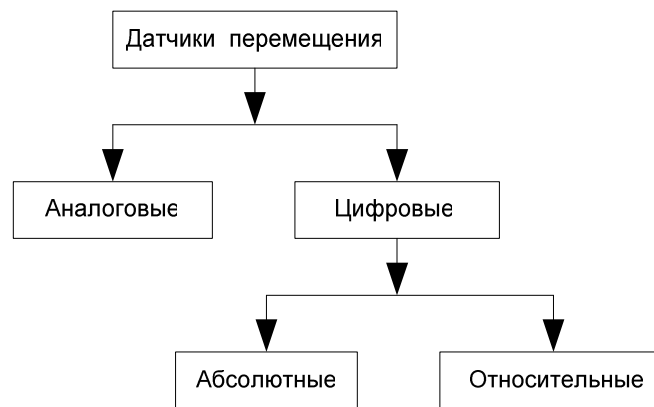 Датчики перемещения
Аналоговые
Цифровые
Абсолютные
Относительные